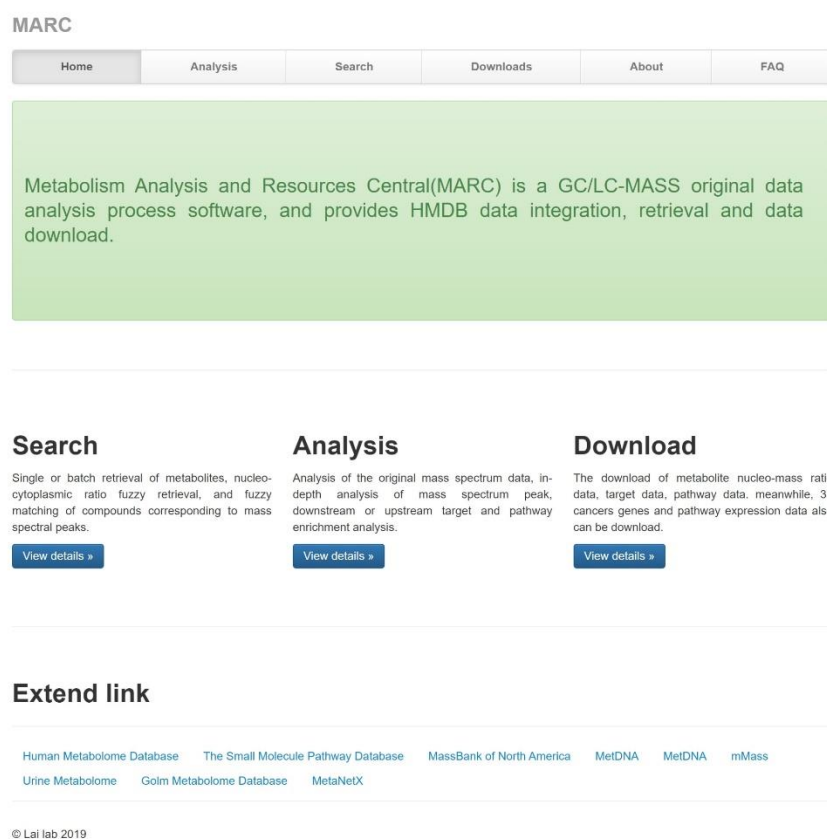 MARC
Home Analysis Search Downloads About FAQ
Metabolism Analysis and Resources Central(MARC) is a GC/LC-MASS original data
analysis process software, and provides HMDB data integration, retrieval and data
download.
Search
Single or batch retrieval of metabolites, nucleo-
cytoplasmic ratio fuzzy retrieval, and fuzzy
matching of compounds corresponding to mass
spectral peaks.
View details »
Analysis
Analysis of the original mass spectrum data, in-
depth analysis of mass spectrum peak,
downstream or upstream target and pathway
enrichment analysis.
View details »
Download
The download of metabolite nucleo-mass rati
data, target data, pathway data. meanwhile, 3
cancers genes and pathway expression data als
can be download.
View details »
Extend link
Human Metabolome Database The Small Molecule Pathway Database MassBank of North America MetDNA MetDNA mMass
Urine Metabolome Golm Metabolome Database MetaNetX
© Lai lab 2019